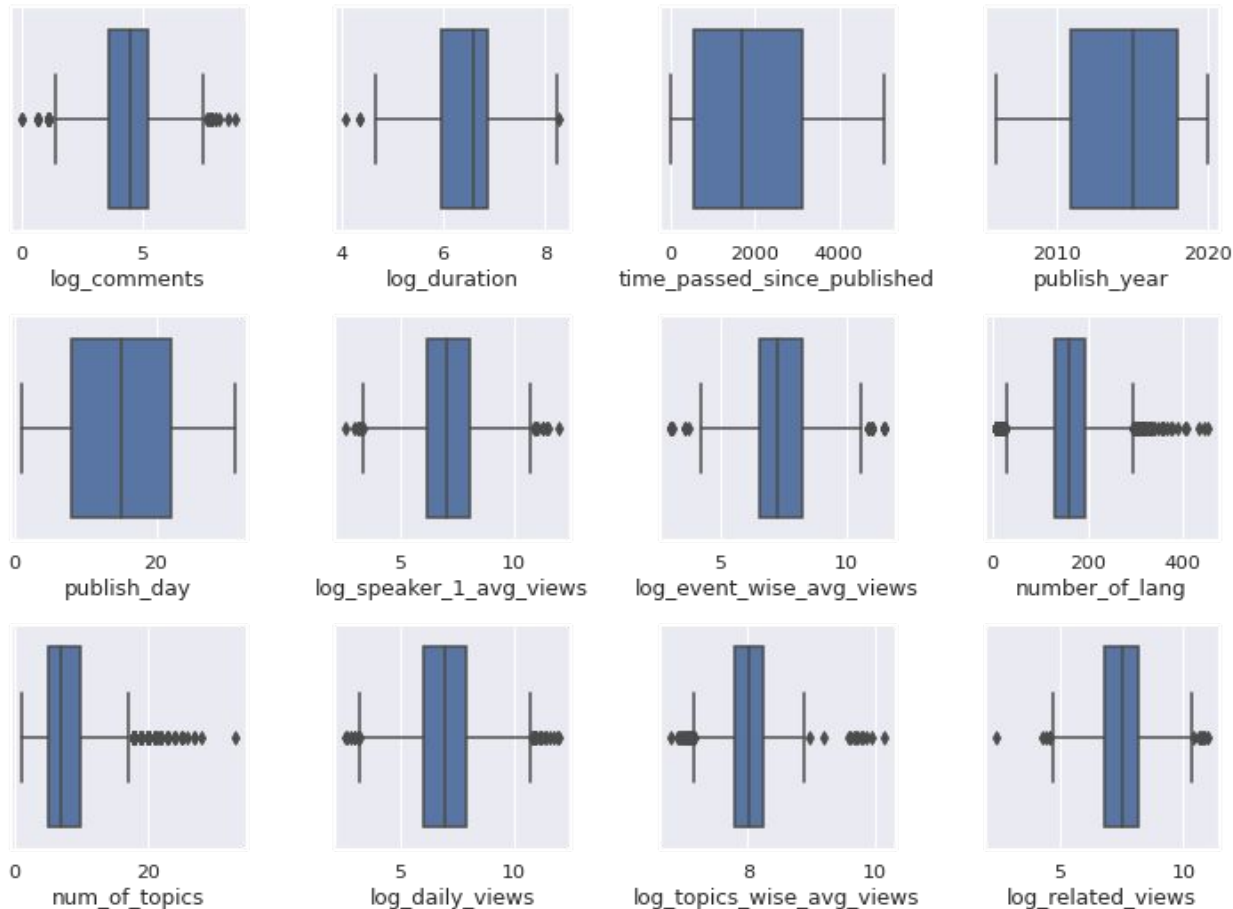 0 5
log_comments
4 6 8
log_duration
0 2000 4000
time_passed_since_published
2010 2020
publish_year
0 20
publish_day
5 10
log_speaker_1_avg_views
5 10
log_event_wise_avg_views
0 200 400
number_of_lang
0 20
num_of_topics
5 10
log_daily_views
8 10
log_topics_wise_avg_views
5 10
log_related_views